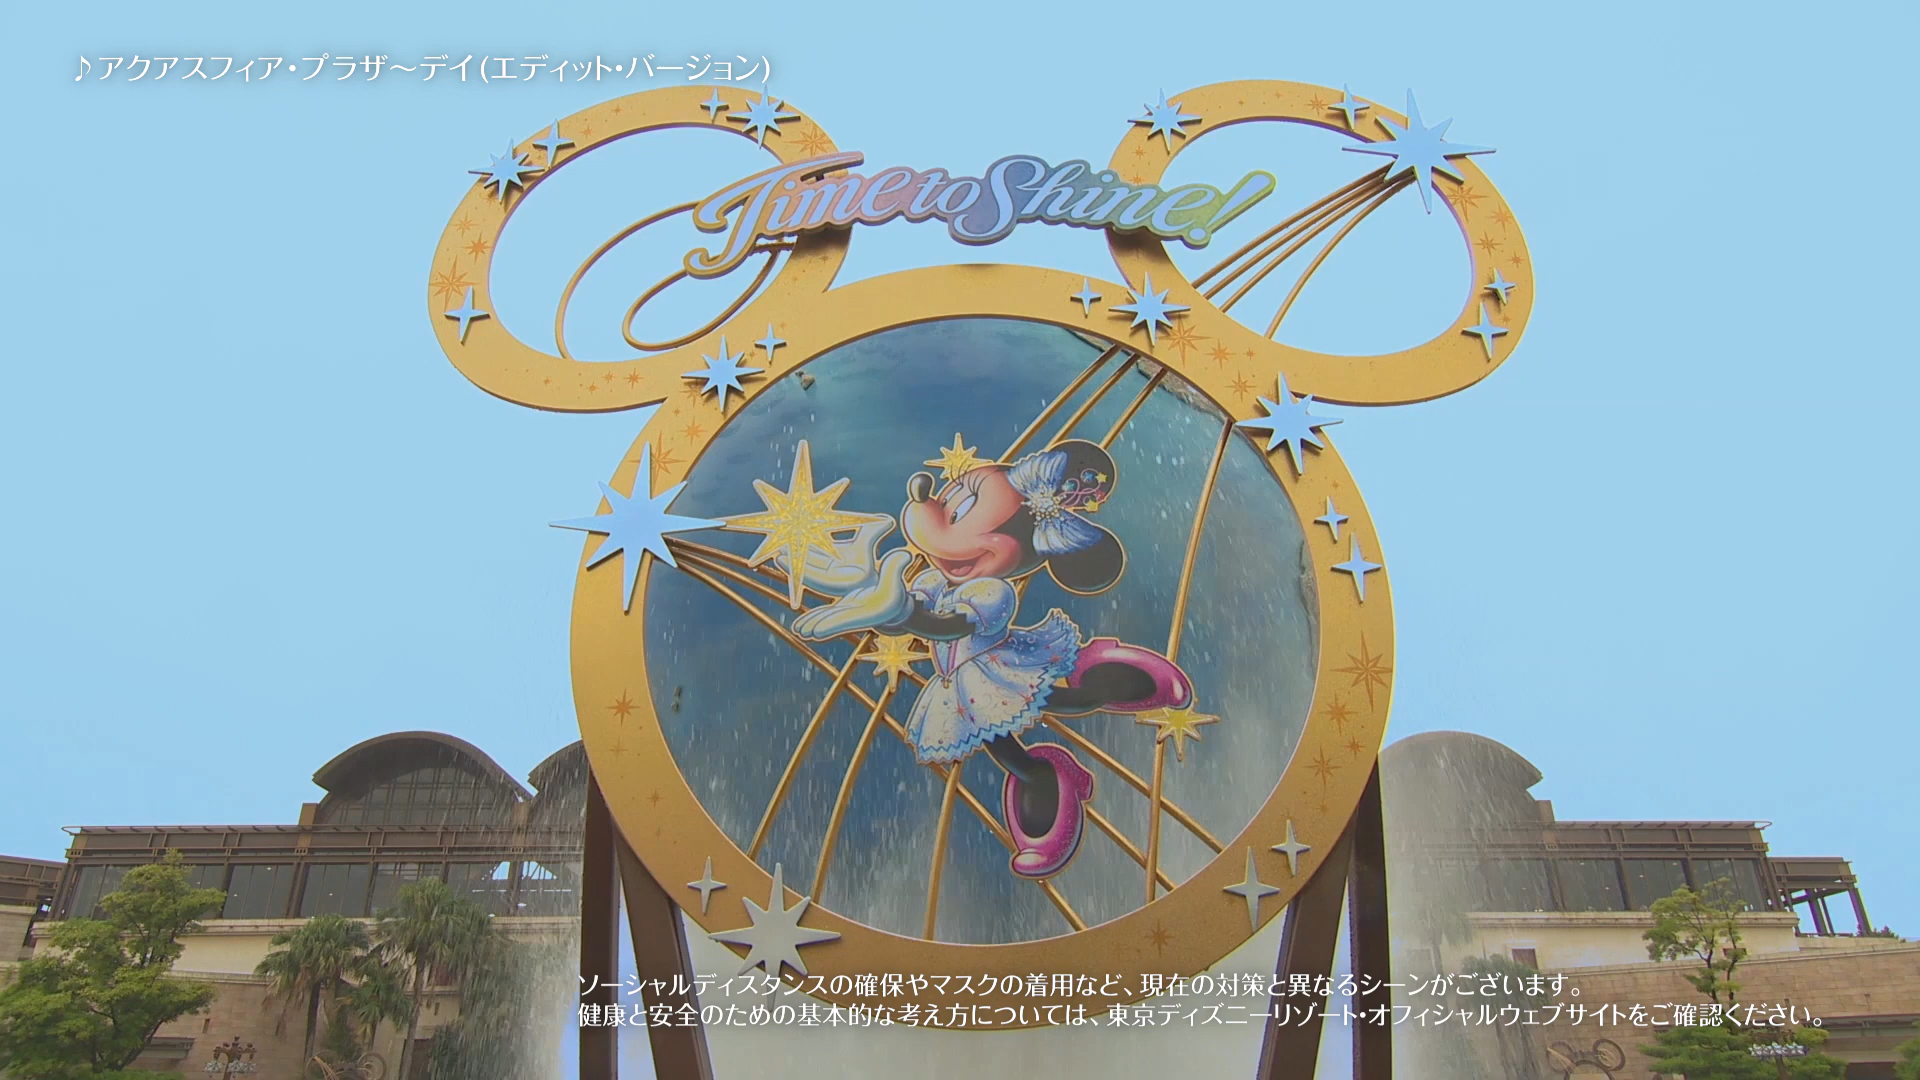 ♪アクアスフィア・プラザ～デイ(エディット・バージョン)
Time to Shine!
ソーシャルディスタンスの確保やマスクの着用など、現在の対策と異なるシーンがございます。
健康と安全のための基本的な考え方については、東京ディズニーリゾート・オフィシャルウェブサイトをご確認ください。